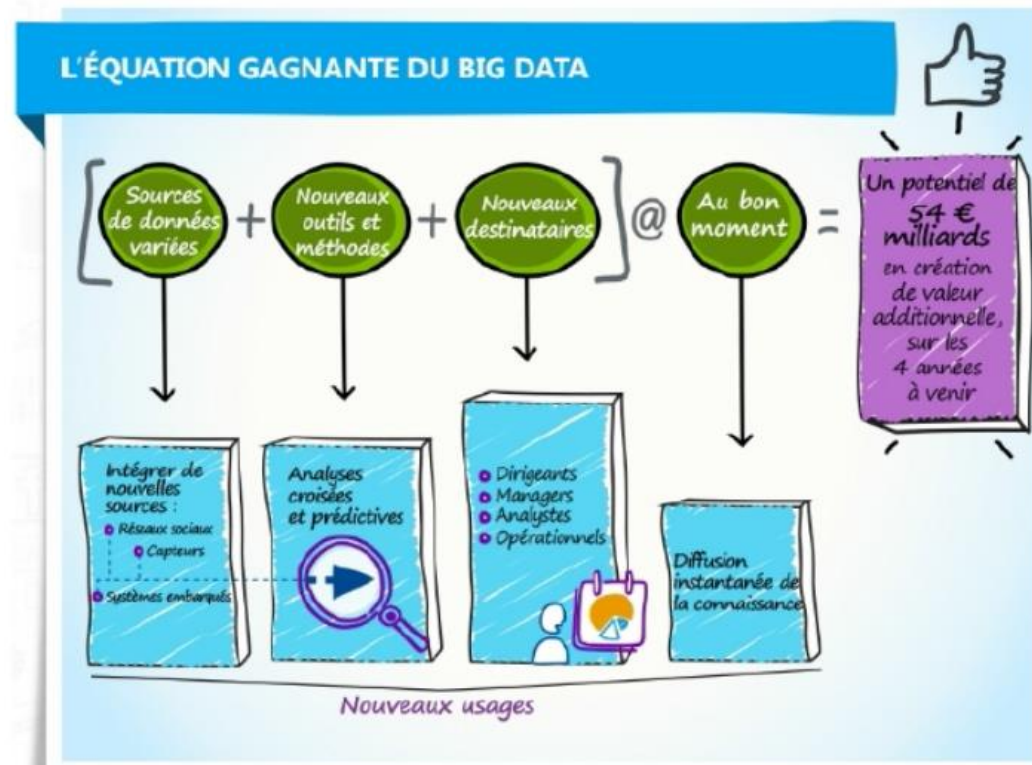 L'ÉQUATION GAGNANTE DU BIG DATA
[
Sources
de données
variées
+
Nouveaux
outils et
méthodes
+
Nouveaux
destinataires
]
@
Au bon
moment
=
Un potentiel de
54 €
milliards
en création
de valeur
additionnelle,
sur les
4 années
à venir
Intégrer de
nouvelles
sources :
Réseaux sociaux
Capteurs
Systèmes embarqués
Analyses
croisées
et prédictives
Dirigeants
Managers
Analystes
Opérationnels
Diffusion
instantanée de
la connaissance
Nouveaux usages